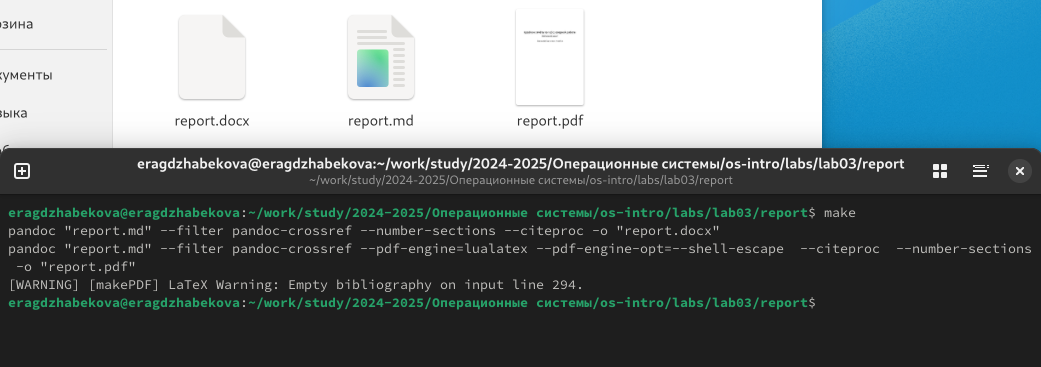 рзина
report.docx
report.md
report.pdf
кументы
зыка
eragdzhabekova@eragdzhabekova:~/work/study/2024-2025/Операционные системы/os-intro/labs/lab03/report
~/work/study/2024-2025/Операционные системы/os-intro/labs/lab03/report
eragdzhabekova@eragdzhabekova:~/work/study/2024-2025/Операционные системы/os-intro/labs/lab03/report$ make
pandoc "report.md" --filter pandoc-crossref --number-sections --citeproc -o "report.docx"
pandoc "report.md" --filter pandoc-crossref --pdf-engine=lualatex --pdf-engine-opt=--shell-escape  --citeproc  --number-sections
 -o "report.pdf"
[WARNING] [makePDF] LaTeX Warning: Empty bibliography on input line 294.
eragdzhabekova@eragdzhabekova:~/work/study/2024-2025/Операционные системы/os-intro/labs/lab03/report$